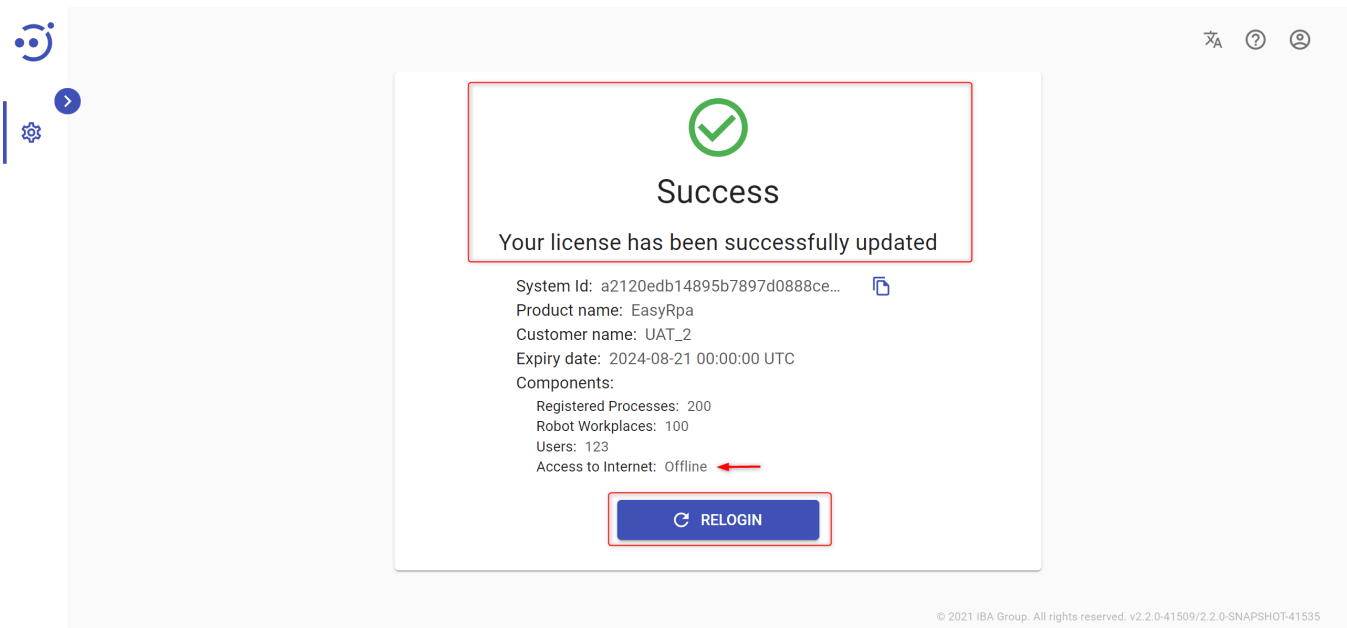 Success
Your license has been successfully updated
System Id: a2120edb14895b7897d0888ce...
Product name: EasyRpa
Customer name: UAT_2
Expiry date: 2024-08-21 00:00:00 UTC
Components:
Registered Processes: 200
Robot Workplaces: 100
Users: 123
Access to Internet: Offline
RELOGIN
© 2021 IBA Group. All rights reserved. v2.2.0-41509/2.2.0-SNAPSHOT-41535